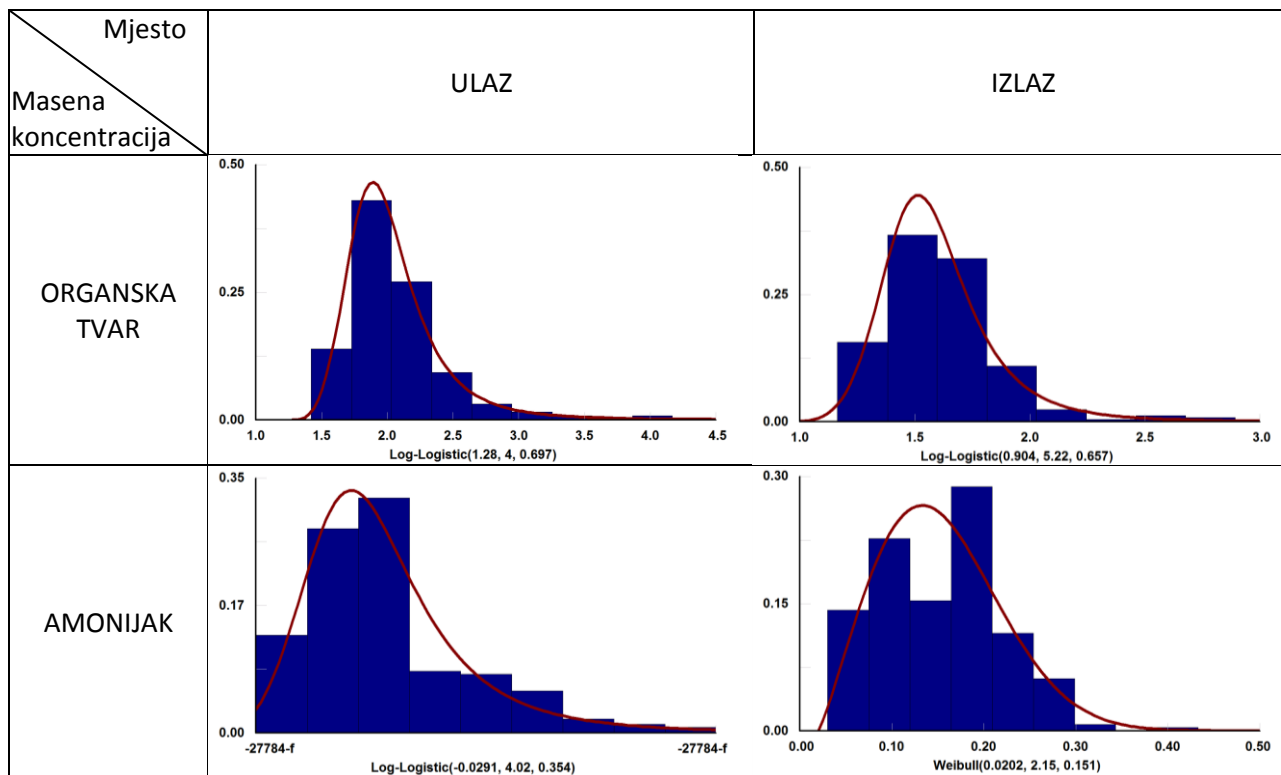 Mjesto
Masena
koncentracija
ULAZ
IZLAZ
ORGANSKA
TVAR
0.50
0.25
0.00
1.0 1.5 2.0 2.5 3.0 3.5 4.0 4.5
Log-Logistic(1.28, 4, 0.697)
0.50
0.25
0.00
1.0 1.5 2.0 2.5 3.0
Log-Logistic(0.904, 5.22, 0.657)
AMONIJAK
0.35
0.17
0.00
-27784-f -27784-f
Log-Logistic(-0.0291, 4.02, 0.354)
0.30
0.15
0.00
0.00 0.10 0.20 0.30 0.40 0.50
Weibull(0.0202, 2.15, 0.151)